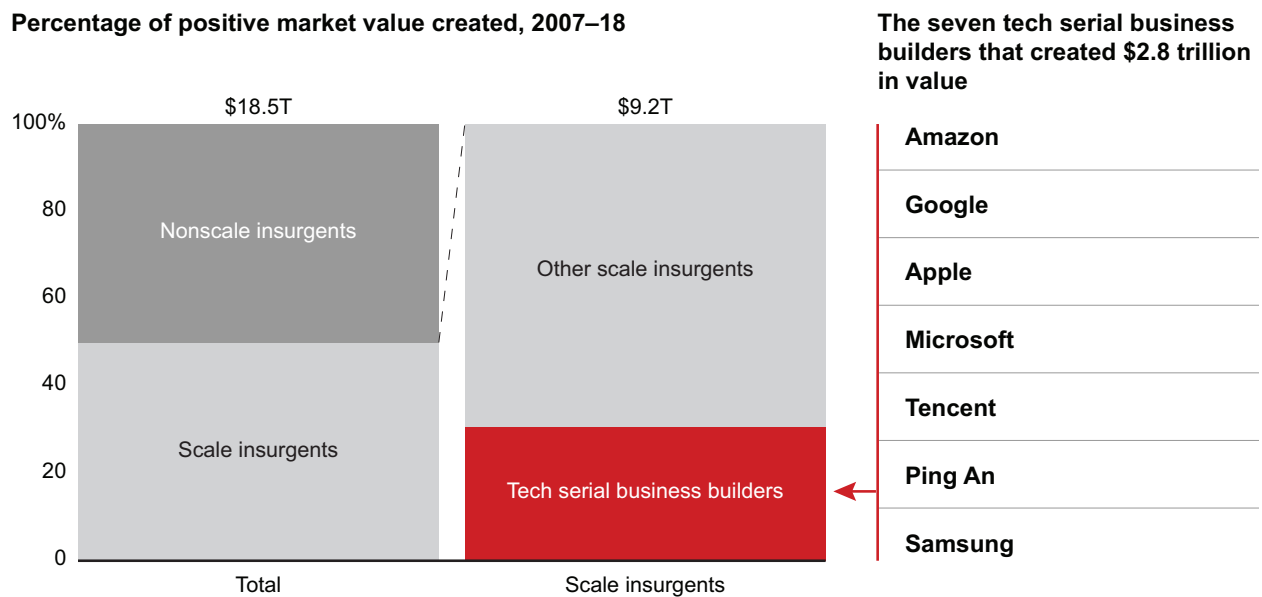 Percentage of positive market value created, 2007–18
The seven tech serial business
builders that created $2.8 trillion
in value
$18.5T
$9.2T
100%
80
60
40
20
0
Nonscale insurgents
Scale insurgents
Other scale insurgents
Tech serial business builders
Total
Scale insurgents
Amazon
Google
Apple
Microsoft
Tencent
Ping An
Samsung